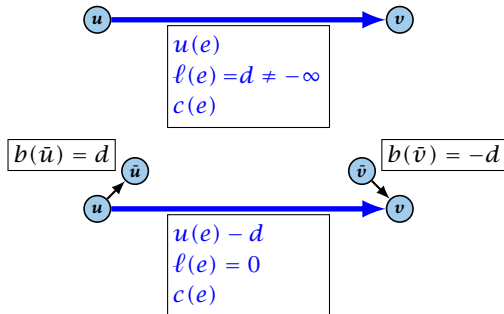 u v
u(e)
ℓ(e) =d ≠ −∞
c(e)
b(ū) = d ū v̄ b(v̄) = −d
u v
u(e) − d
ℓ(e) = 0
c(e)